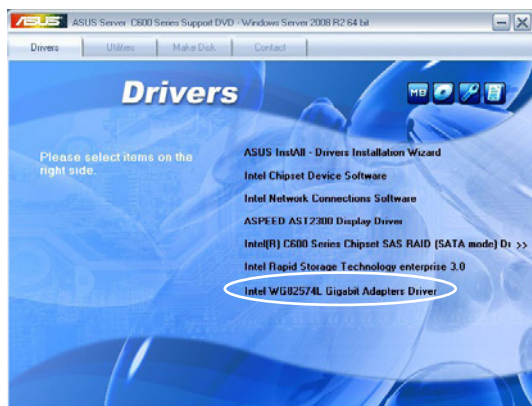 ASUS ASUS Server C600 Series Support DVD - Windows Server 2008 R2 64 bit
Drivers Utilities Make Disk Contact
Drivers
MB
Please select items on the
right side.
ASUS InstAll - Drivers Installation Wizard
Intel Chipset Device Software
Intel Network Connections Software
ASPEED AST2300 Display Driver
Intel(R) C600 Series Chipset SAS RAID (SATA mode) Dr >>
Intel Rapid Storage Technology enterprise 3.0
Intel WG82574L Gigabit Adapters Driver